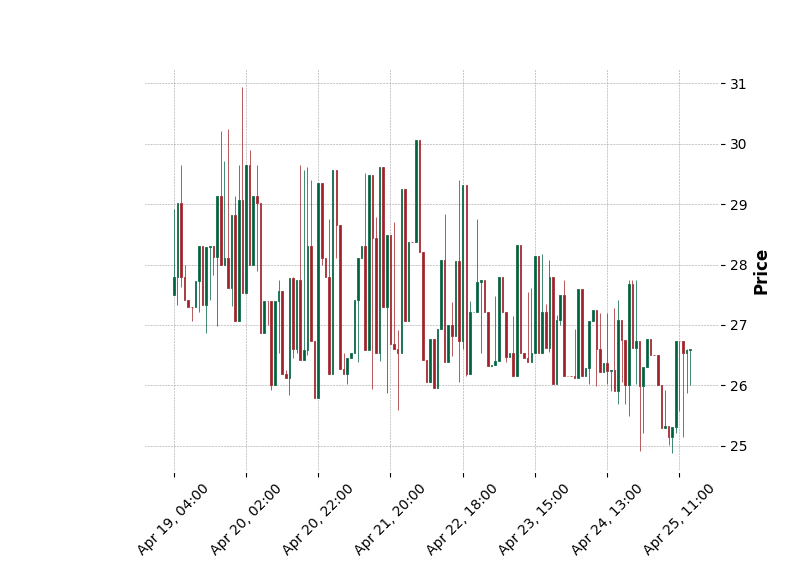 31
30
29
28
27
26
25
Price
Apr 19, 04:00
Apr 20, 02:00
Apr 20, 22:00
Apr 21, 20:00
Apr 22, 18:00
Apr 23, 15:00
Apr 24, 13:00
Apr 25, 11:00